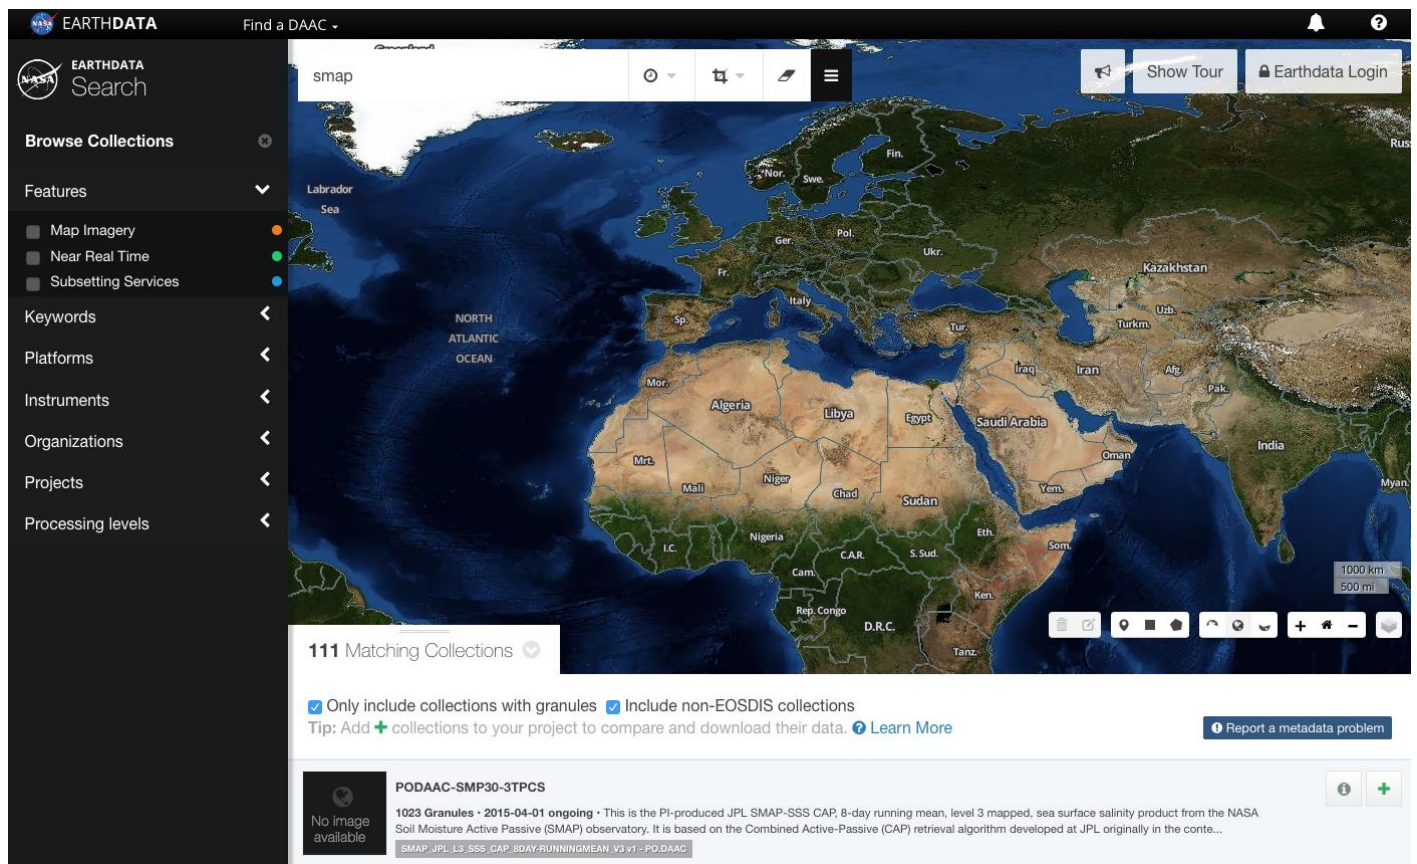 NASA EARTHDATA
Find a DAAC
NASA EARTHDATA
Search
Browse Collections
Features
Map Imagery
Near Real Time
Subsetting Services
Keywords
Platforms
Instruments
Organizations
Projects
Processing levels
smap
Show Tour
Earthdata Login
Greenland
Rus
Fin.
Nor.
Swe.
Labrador
Sea
Ger.
Pol.
Ukr.
Fr.
Kazakhstan
Italy
NORTH
ATLANTIC
OCEAN
Sp.
Tur.
Uzb.
Turkm.
Iraq
Iran
Afg.
Mor.
Pak.
Algeria
Libya
Egypt
Saudi Arabia
India
Mrt.
Oman
Mali
Niger
Chad
Sudan
Yem.
Myan.
Nigeria
Eth.
I.C.
C.A.R.
S. Sud.
Som.
Cam.
1000 km
500 mi
Ken.
Rep. Congo
D.R.C.
Tanz.
111 Matching Collections
Only include collections with granules Include non-EOSDIS collections
Tip: Add + collections to your project to compare and download their data. ? Learn More
Report a metadata problem
No image
available
PODAAC-SMP30-3TPCS
1023 Granules • 2015-04-01 ongoing • This is the PI-produced JPL SMAP-SSS CAP, 8-day running mean, level 3 mapped, sea surface salinity product from the NASA
Soil Moisture Active Passive (SMAP) observatory. It is based on the Combined Active-Passive (CAP) retrieval algorithm developed at JPL originally in the conte...
SMAP_JPL_L3_SSS_CAP_8DAY-RUNNINGMEAN_V3 v1 - PO.DAAC